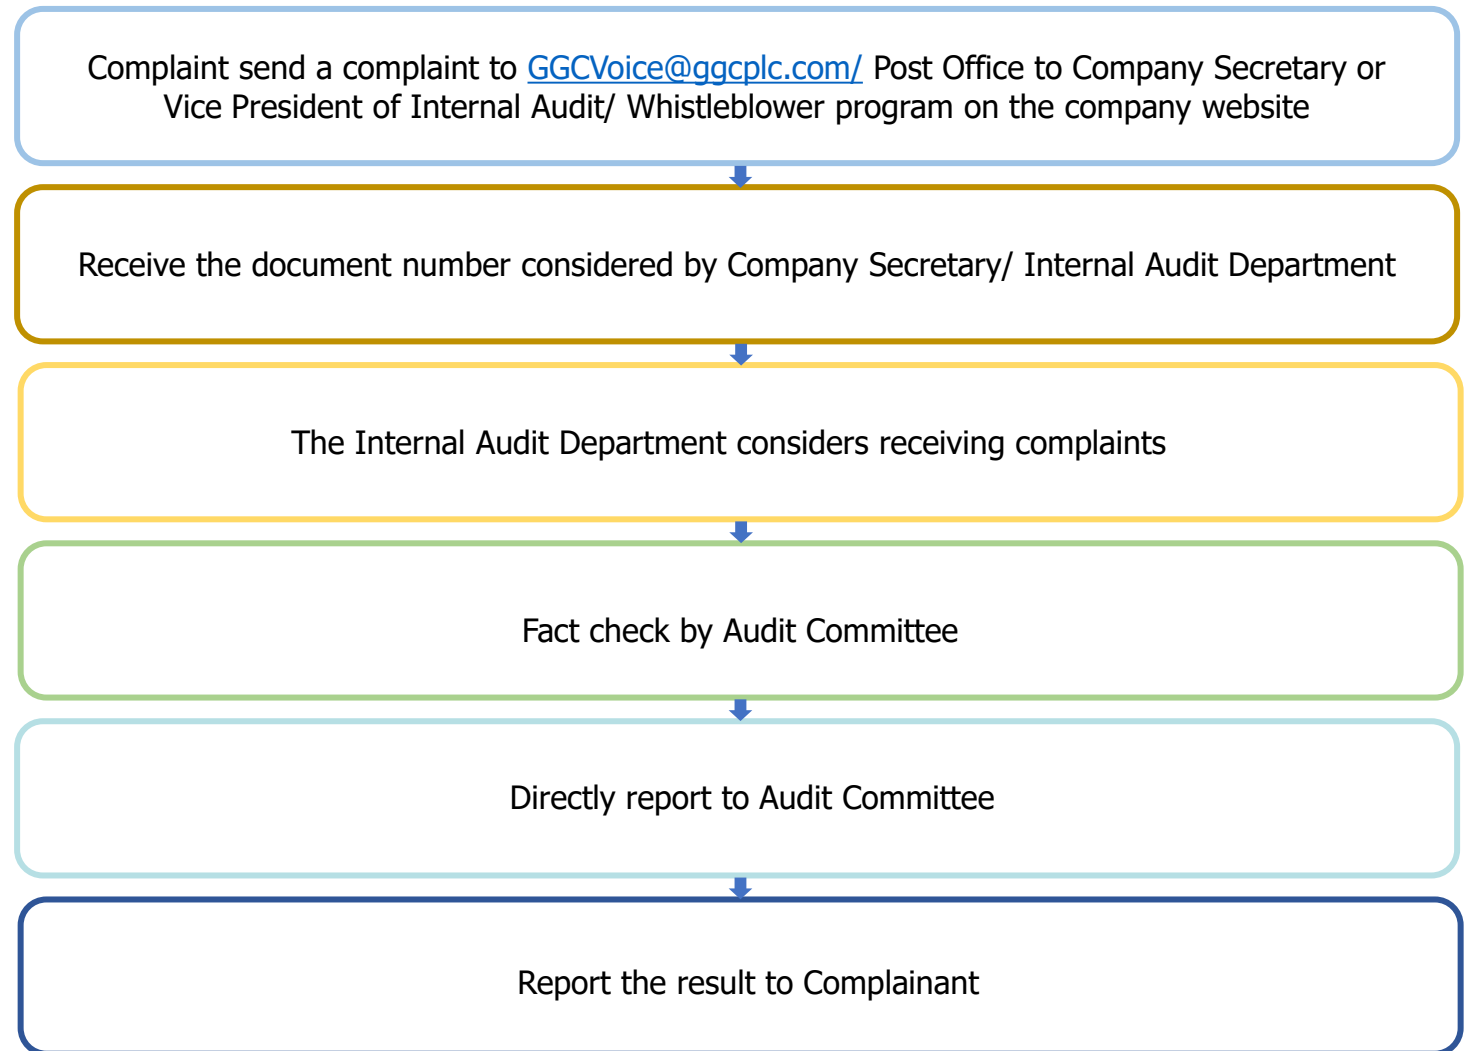 Complaint send a complaint to GGCVoice@ggcplc.com/ Post Office to Company Secretary or
Vice President of Internal Audit/ Whistleblower program on the company website
Receive the document number considered by Company Secretary/ Internal Audit Department
The Internal Audit Department considers receiving complaints
Fact check by Audit Committee
Directly report to Audit Committee
Report the result to Complainant